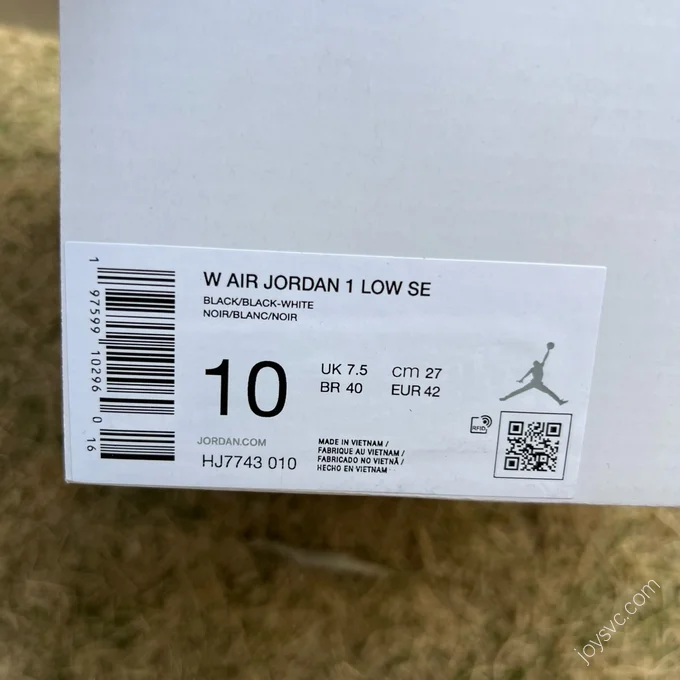 W AIR JORDAN 1 LOW SE
BLACK/BLACK-WHITE
NOIR/BLANC/NOIR
10
UK 7.5 cm 27
BR 40 EUR 42
JORDAN.COM
HJ7743 010
MADE IN VIETNAM /
FABRIQUE AU VIETNAM /
FABRICADO NO VIETNÃ /
HECHO EN VIETNAM
RFID
1 97599 10296 0 16
joysvc.com